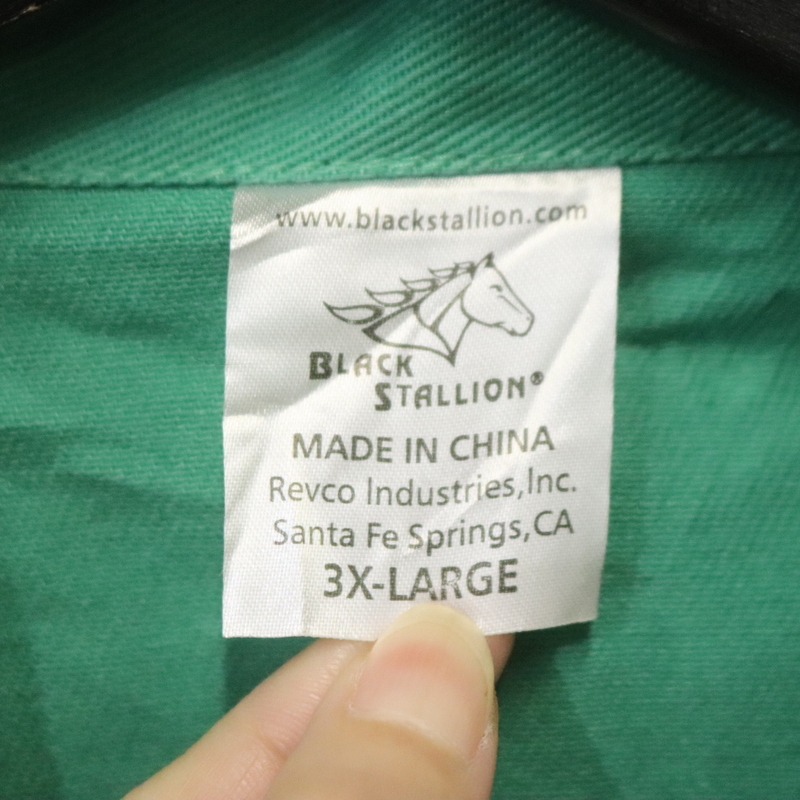 www.blackstallion.com
BLACK
STALLION®
MADE IN CHINA
Revco Industries,Inc.
Santa Fe Springs,CA
3X-LARGE